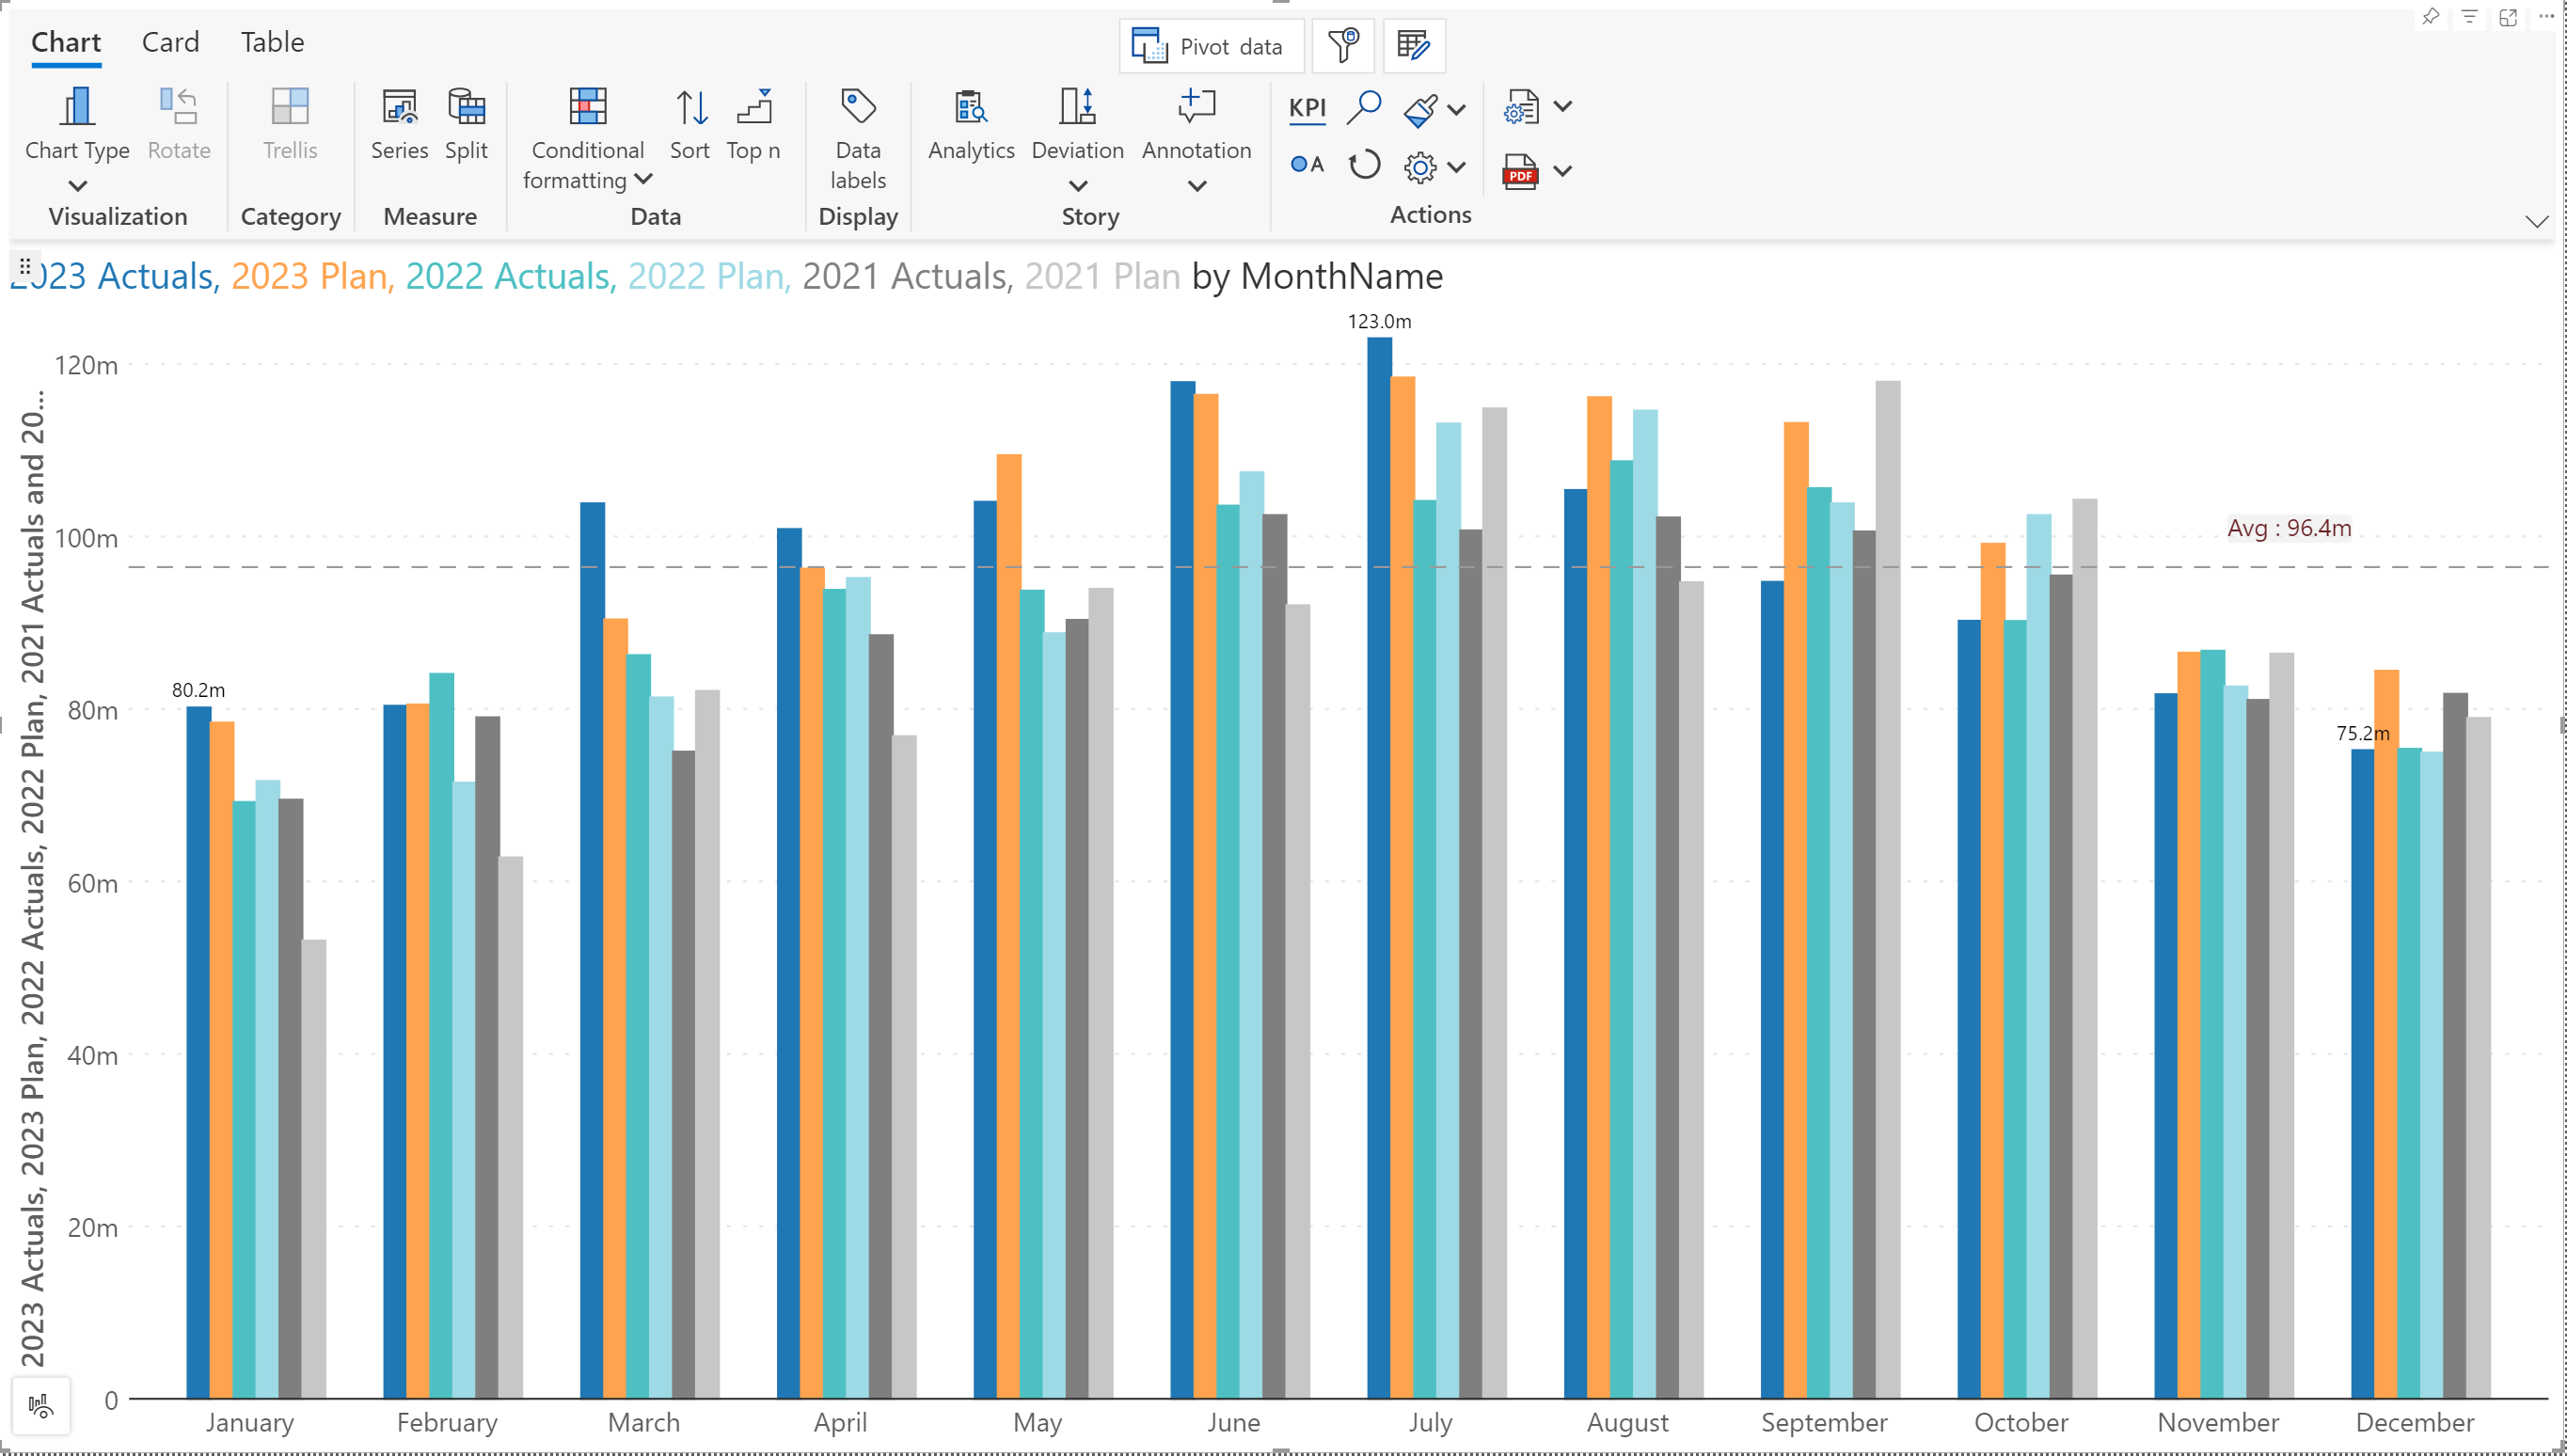 Chart Card Table
Pivot data
Chart Type Rotate Trellis Series Split Conditional formatting Sort Top n Data labels Analytics Deviation Annotation KPI
A
PDF
Visualization Category Measure Data Display Story Actions
2023 Actuals, 2023 Plan, 2022 Actuals, 2022 Plan, 2021 Actuals, 2021 Plan by MonthName
2023 Actuals, 2023 Plan, 2022 Actuals, 2022 Plan, 2021 Actuals and 20...
123.0m
120m
100m
Avg : 96.4m
80.2m
80m
75.2m
60m
40m
20m
0
January February March April May June July August September October November December